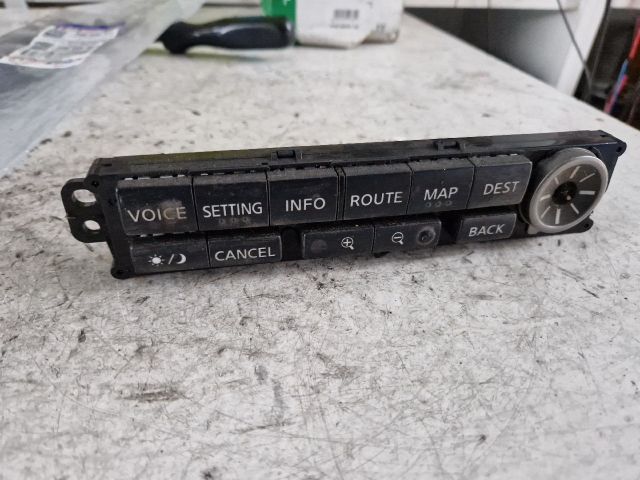 VOICE SETTING INFO ROUTE MAP DEST
CANCEL BACK